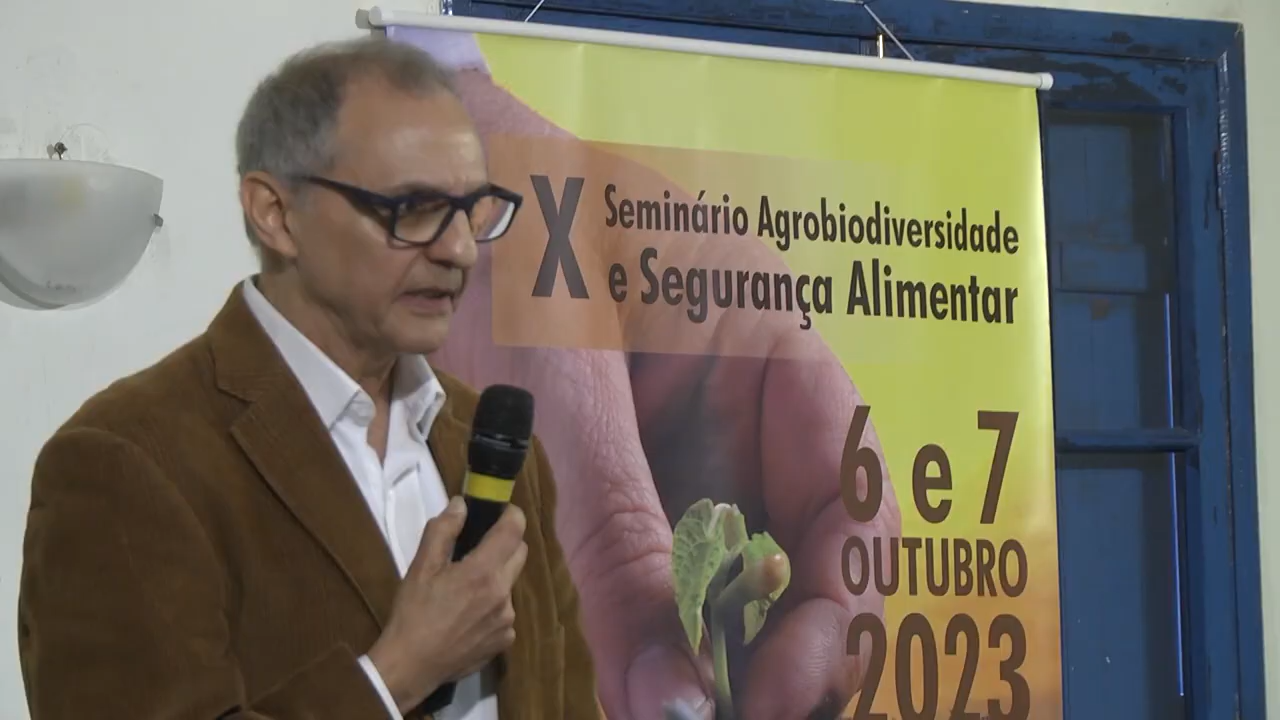 X
Seminário Agrobiodiversidade
e Segurança Alimentar
6 e 7
OUTUBRO
2023